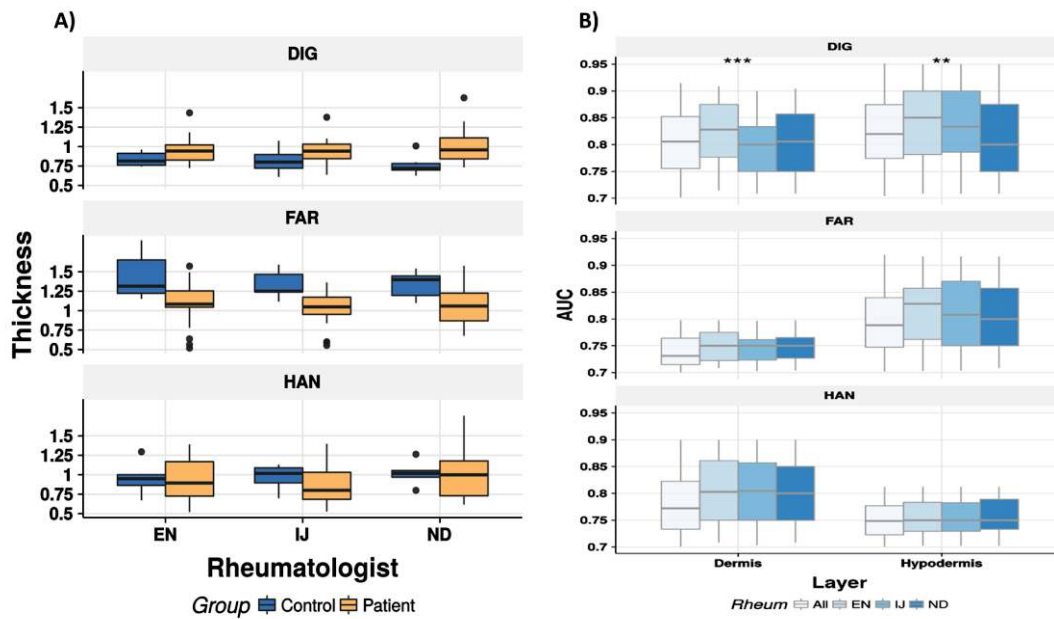 A)
DIG
1.5
1.25
1
0.75
0.5
FAR
1.5
1.25
1
0.75
0.5
HAN
1.5
1.25
1
0.75
0.5
Thickness
EN IJ ND
Rheumatologist
Group Control Patient
B)
DIG
*** **
0.95
0.9
0.85
0.8
0.75
0.7
FAR
0.95
0.9
0.85
0.8
0.75
0.7
HAN
0.95
0.9
0.85
0.8
0.75
0.7
AUC
Dermis Hypodermis
Layer
Rheum All EN IJ ND